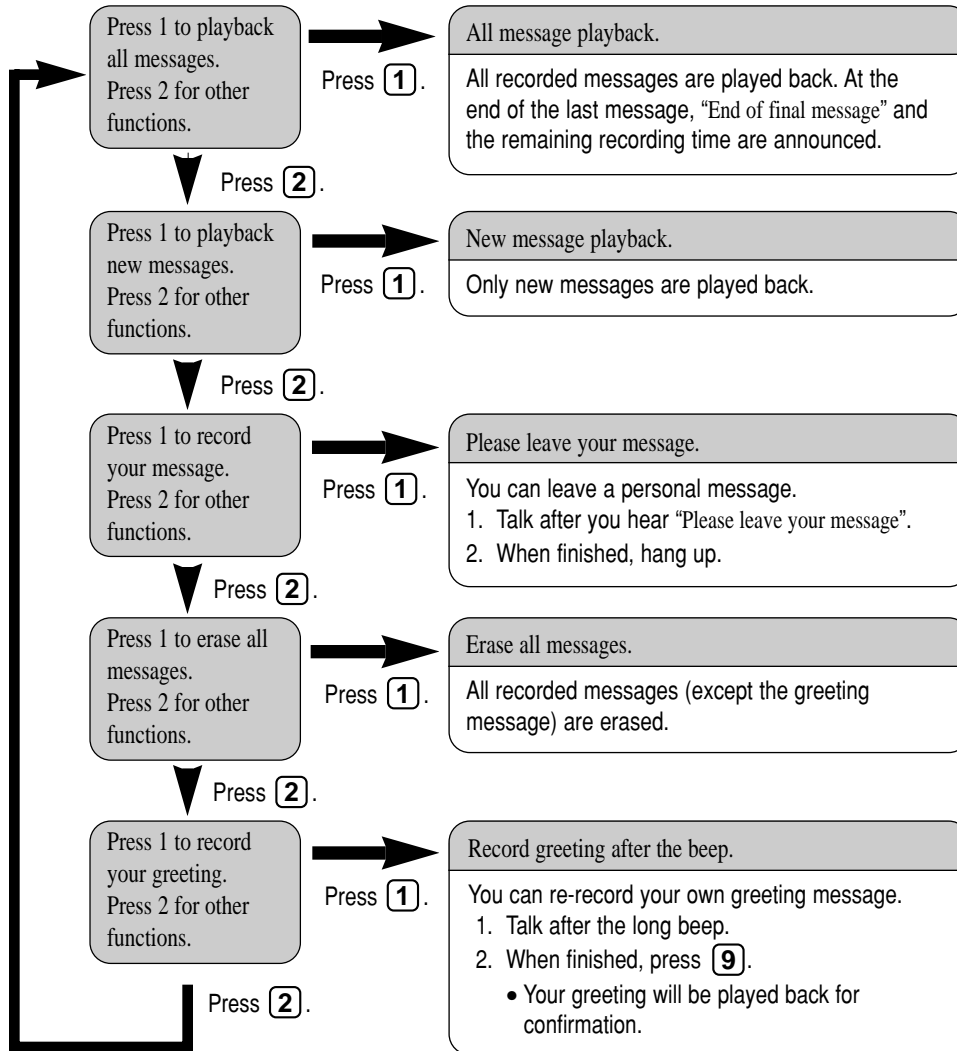 Press 1 to playback
all messages.
Press 2 for other
functions.
Press 1.
All message playback.
All recorded messages are played back. At the
end of the last message, “End of final message” and
the remaining recording time are announced.
Press 2.
Press 1 to playback
new messages.
Press 2 for other
functions.
Press 1.
New message playback.
Only new messages are played back.
Press 2.
Press 1 to record
your message.
Press 2 for other
functions.
Press 1.
Please leave your message.
You can leave a personal message.
1. Talk after you hear “Please leave your message”.
2. When finished, hang up.
Press 2.
Press 1 to erase all
messages.
Press 2 for other
functions.
Press 1.
Erase all messages.
All recorded messages (except the greeting
message) are erased.
Press 2.
Press 1 to record
your greeting.
Press 2 for other
functions.
Press 1.
Record greeting after the beep.
You can re-record your own greeting message.
1. Talk after the long beep.
2. When finished, press 9.
• Your greeting will be played back for
confirmation.
Press 2.